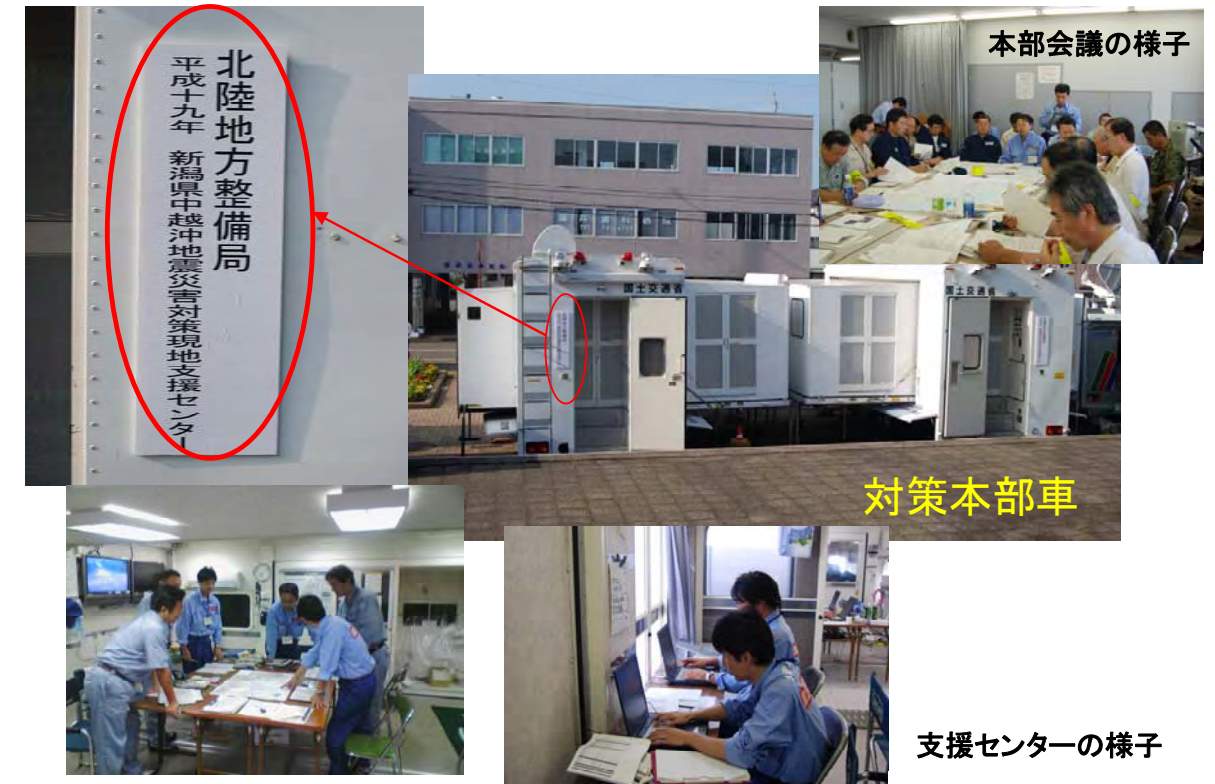 北陸地方整備局
平成十九年 新潟県中越沖地震災害対策現地支援センター
本部会議の様子
国土交通省
国土交通省
対策本部車
支援センターの様子